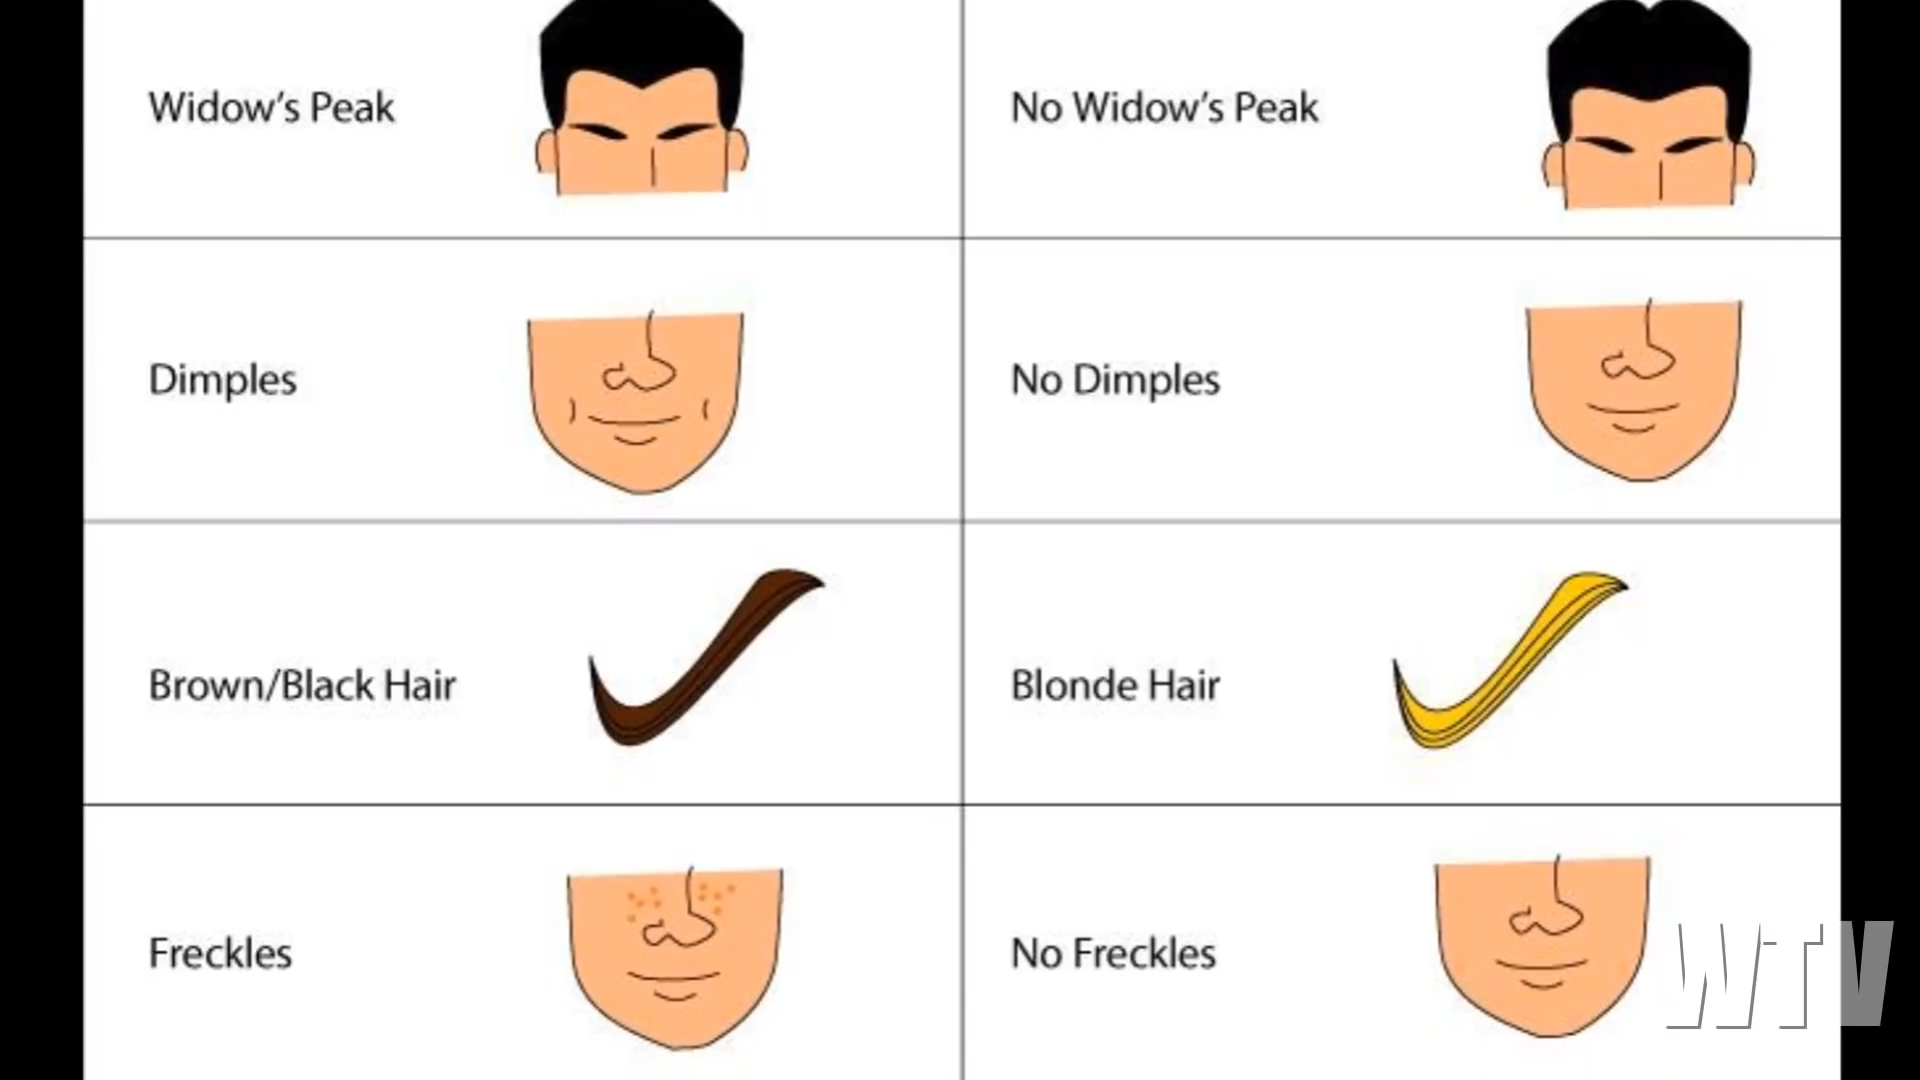 Widow's Peak
No Widow's Peak
Dimples
No Dimples
Brown/Black Hair
Blonde Hair
Freckles
No Freckles
WTV